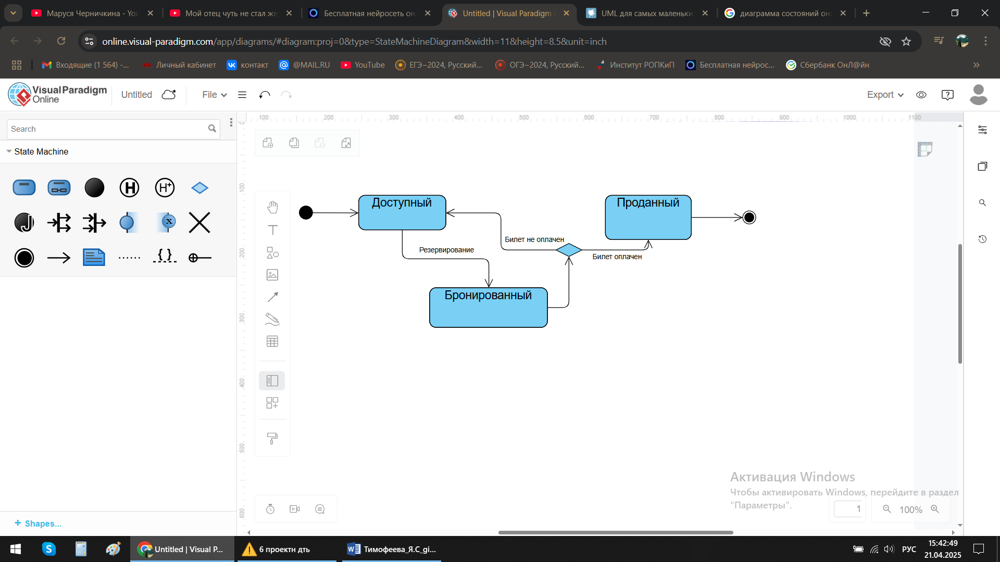 Маруся Черничкина - You
Мой отец чуть не стал же
Бесплатная нейросеть он
Untitled | Visual Paradigm
UML для самых маленьки
диаграмма состояний он
online.visual-paradigm.com/app/diagrams/#diagram:proj=0&type=StateMachineDiagram&width=11&height=8.5&unit=inch
Входящие (1 564) -...
Личный кабинет
контакт
@MAIL.RU
YouTube
ЕГЭ−2024, Русский...
ОГЭ−2024, Русский...
Институт РОПКиП
Бесплатная нейрос...
Сбербанк ОнЛ@йн
Visual Paradigm
Online
Untitled
File
Export
Search
State Machine
100 200 300 400 500 600 700 800 900 1000 1100
0
100
200
300
400
500
600
Доступный
Проданный
Билет не оплачен
Резервирование
Билет оплачен
Бронированный
Активация Windows
Чтобы активировать Windows, перейдите в раздел
"Параметры".
1
100%
+ Shapes...
Untitled | Visual P...
6 проектн дть
Тимофеева_Я.С_gi...
РУС
15:42:49
21.04.2025